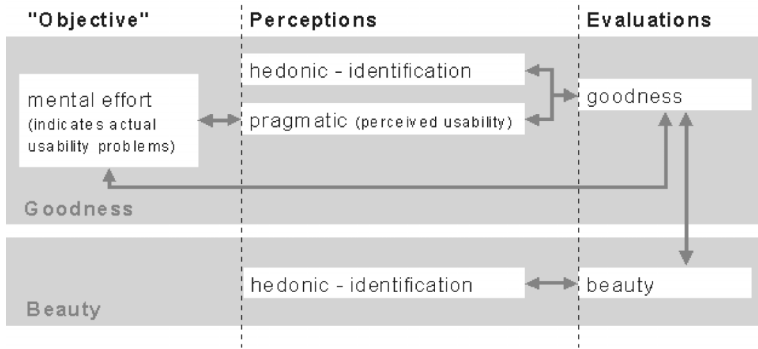 "Objective" Perceptions Evaluations
hedonic - identification
mental effort
(indicates actual
usability problems)
pragmatic (perceived usability)
goodness
Goodness
hedonic - identification
beauty
Beauty